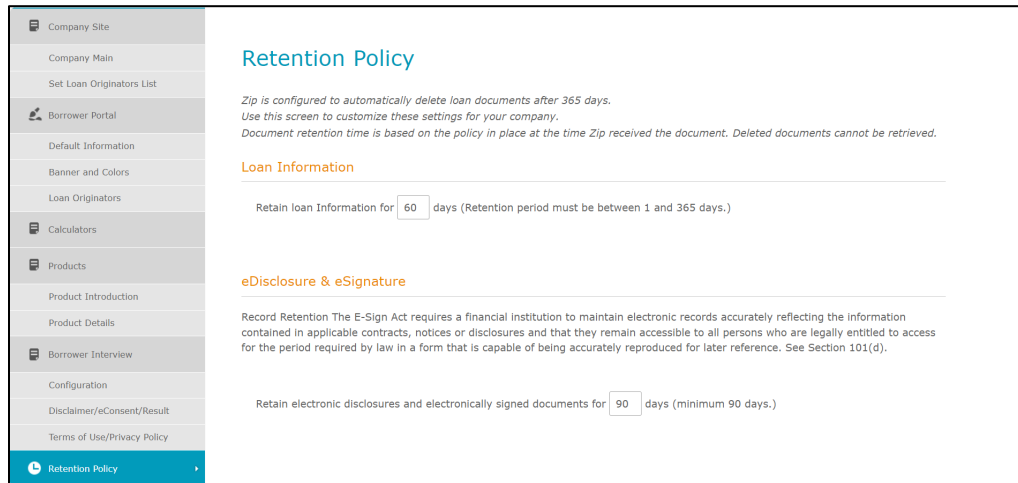 Company Site
Company Main
Set Loan Originators List
Borrower Portal
Default Information
Banner and Colors
Loan Originators
Calculators
Products
Product Introduction
Product Details
Borrower Interview
Configuration
Disclaimer/eConsent/Result
Terms of Use/Privacy Policy
Retention Policy
Retention Policy
Zip is configured to automatically delete loan documents after 365 days.
Use this screen to customize these settings for your company.
Document retention time is based on the policy in place at the time Zip received the document. Deleted documents cannot be retrieved.
Loan Information
Retain loan Information for 60 days (Retention period must be between 1 and 365 days.)
eDisclosure & eSignature
Record Retention The E-Sign Act requires a financial institution to maintain electronic records accurately reflecting the information
contained in applicable contracts, notices or disclosures and that they remain accessible to all persons who are legally entitled to access
for the period required by law in a form that is capable of being accurately reproduced for later reference. See Section 101(d).
Retain electronic disclosures and electronically signed documents for 90 days (minimum 90 days.)